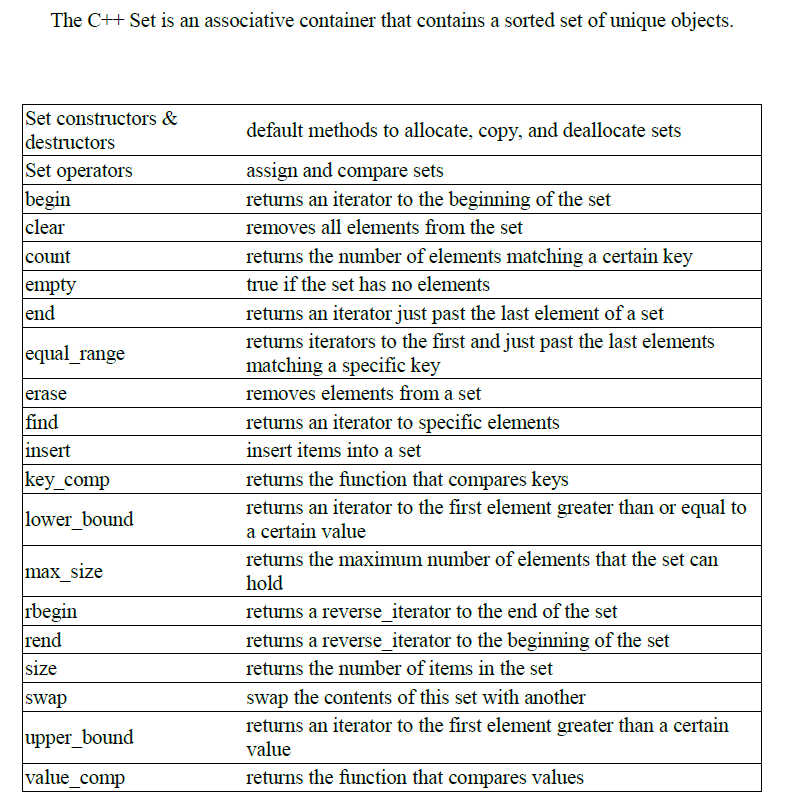 The C++ Set is an associative container that contains a sorted set of unique objects.
Set constructors &
destructors
default methods to allocate, copy, and deallocate sets
Set operators assign and compare sets
begin returns an iterator to the beginning of the set
clear removes all elements from the set
count returns the number of elements matching a certain key
empty true if the set has no elements
end returns an iterator just past the last element of a set
equal_range
returns iterators to the first and just past the last elements
matching a specific key
erase removes elements from a set
find returns an iterator to specific elements
insert insert items into a set
key_comp returns the function that compares keys
lower_bound
returns an iterator to the first element greater than or equal to
a certain value
max_size
returns the maximum number of elements that the set can
hold
rbegin returns a reverse_iterator to the end of the set
rend returns a reverse_iterator to the beginning of the set
size returns the number of items in the set
swap swap the contents of this set with another
upper_bound
returns an iterator to the first element greater than a certain
value
value_comp returns the function that compares values